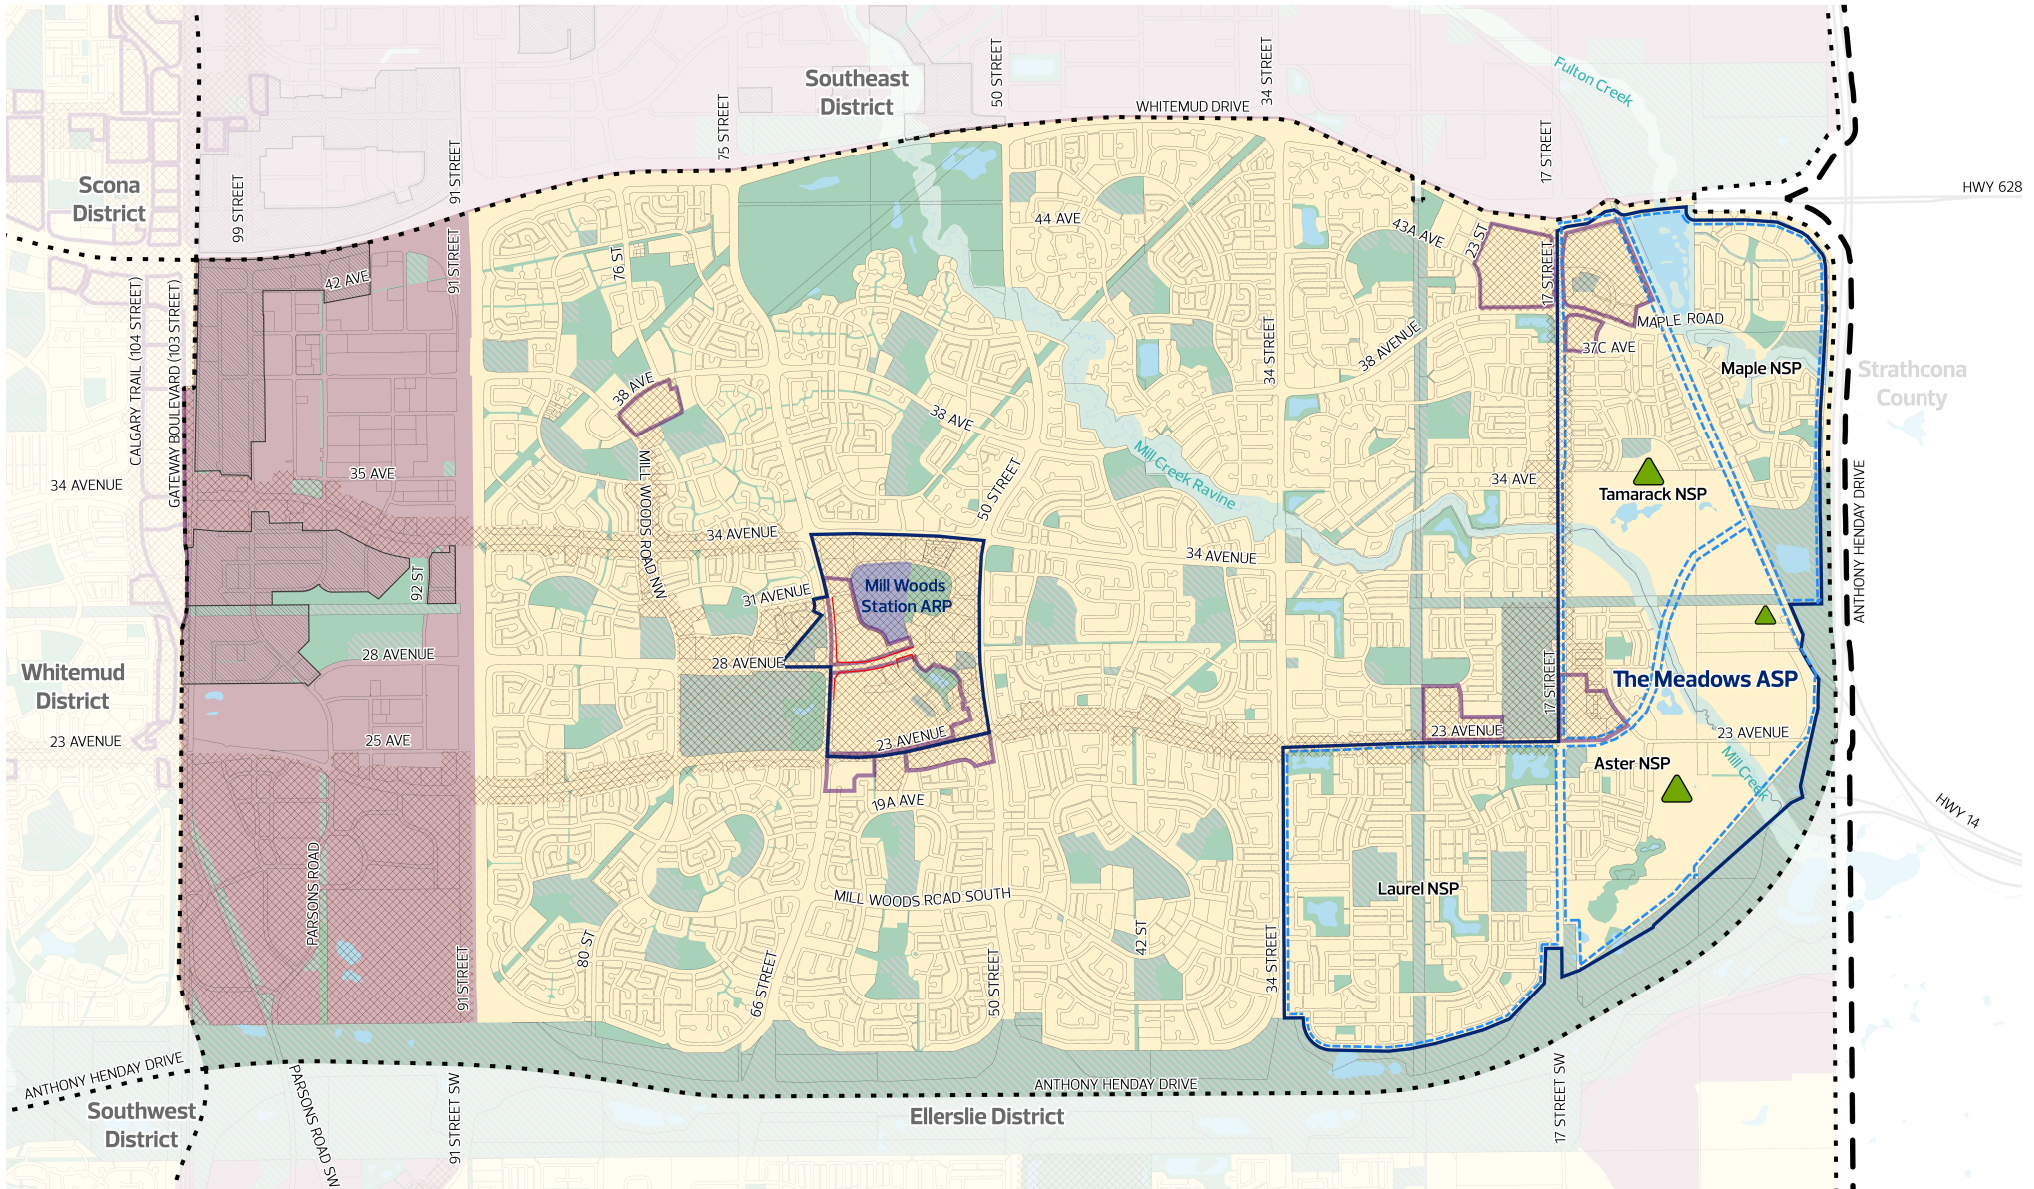 Southeast
District
Scona
District
Whitemud
District
Southwest
District
Ellerslie District
Strathcona
County
WHITEMUD DRIVE
50 STREET
34 STREET
75 STREET
91 STREET
99 STREET
17 STREET
Fulton Creek
HWY 628
42 AVE
91 STREET
76 ST
44 AVE
43A AVE
23 ST
17 STREET
CALGARY TRAIL (104 STREET)
GATEWAY BOULEVARD (103 STREET)
MAPLE ROAD
37C AVE
38 AVENUE
34 STREET
Maple NSP
38 AVE
38 AVE
Mill Creek Ravine
34 AVENUE
35 AVE
MILL WOODS ROAD NW
50 STREET
34 AVE
Tamarack NSP
ANTHONY HENDAY DRIVE
34 AVENUE
34 AVENUE
92 ST
31 AVENUE
Mill Woods
Station ARP
28 AVENUE
28 AVENUE
17 STREET
The Meadows ASP
23 AVENUE
25 AVE
23 AVENUE
23 AVENUE
23 AVENUE
Aster NSP
Mill Creek
19A AVE
HWY 14
PARSONS ROAD
MILL WOODS RCAD SOUTH
Laurel NSP
80 ST
42 ST
91 STREET
66 STREET
50 STREET
34 STREET
ANTHONY HENDAY DRIVE
ANTHONY HENDAY DRIVE
PARSONS ROAD SW
91 STREET SW
17 STREET SW